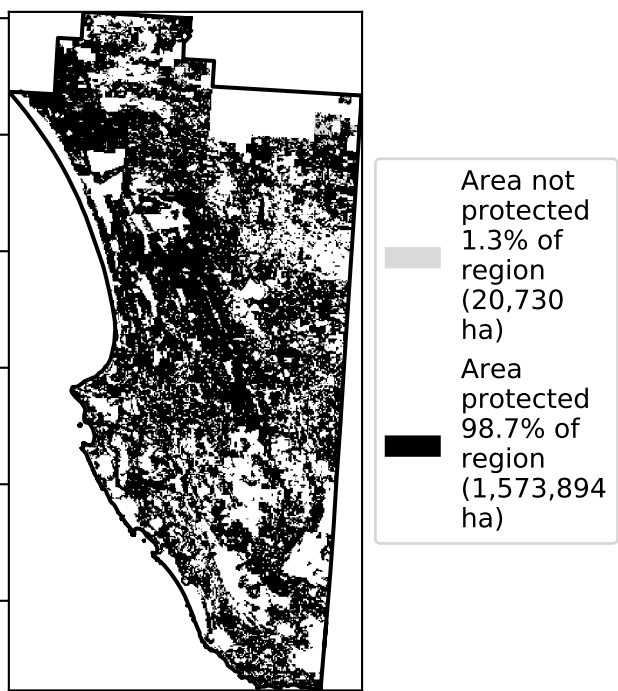 Area not
protected
1.3% of
region
(20,730
ha)
Area
protected
98.7% of
region
(1,573,894
ha)